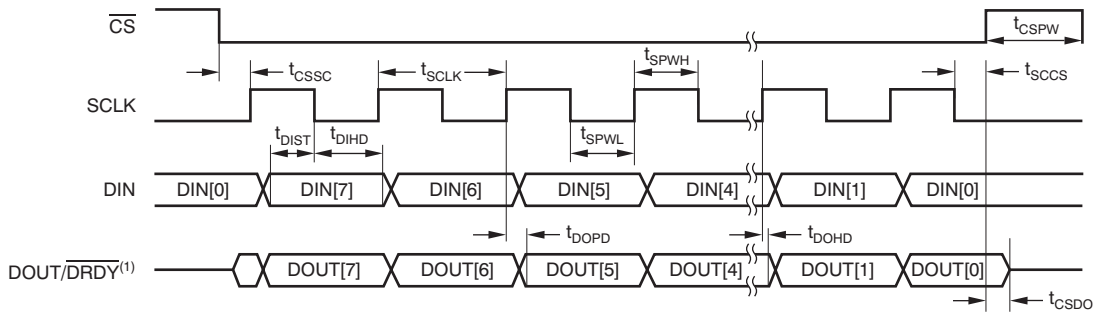 CS
tCSPW
tCSSC
tSCLK
tSPWH
tSCCS
SCLK
tDIST
tDIHD
tSPWL
DIN
DIN[0]
DIN[7]
DIN[6]
DIN[5]
DIN[4]
DIN[1]
DIN[0]
tDOPD
tDOHD
DOUT/DRDY(1)
DOUT[7]
DOUT[6]
DOUT[5]
DOUT[4]
DOUT[1]
DOUT[0]
tCSDO